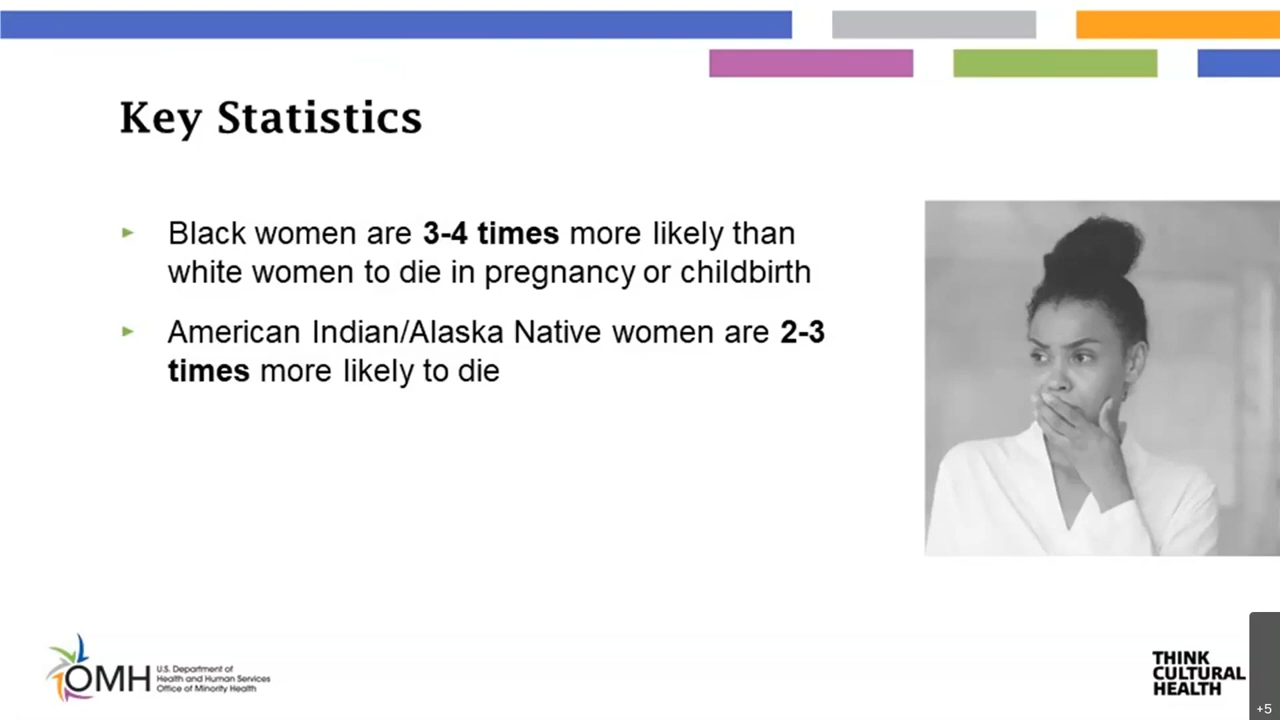 Key Statistics
Black women are 3-4 times more likely than
white women to die in pregnancy or childbirth
American Indian/Alaska Native women are 2-3
times more likely to die
OMH
U.S. Department of
Health and Human Services
Office of Minority Health
THINK
CULTURAL
HEALTH
+5